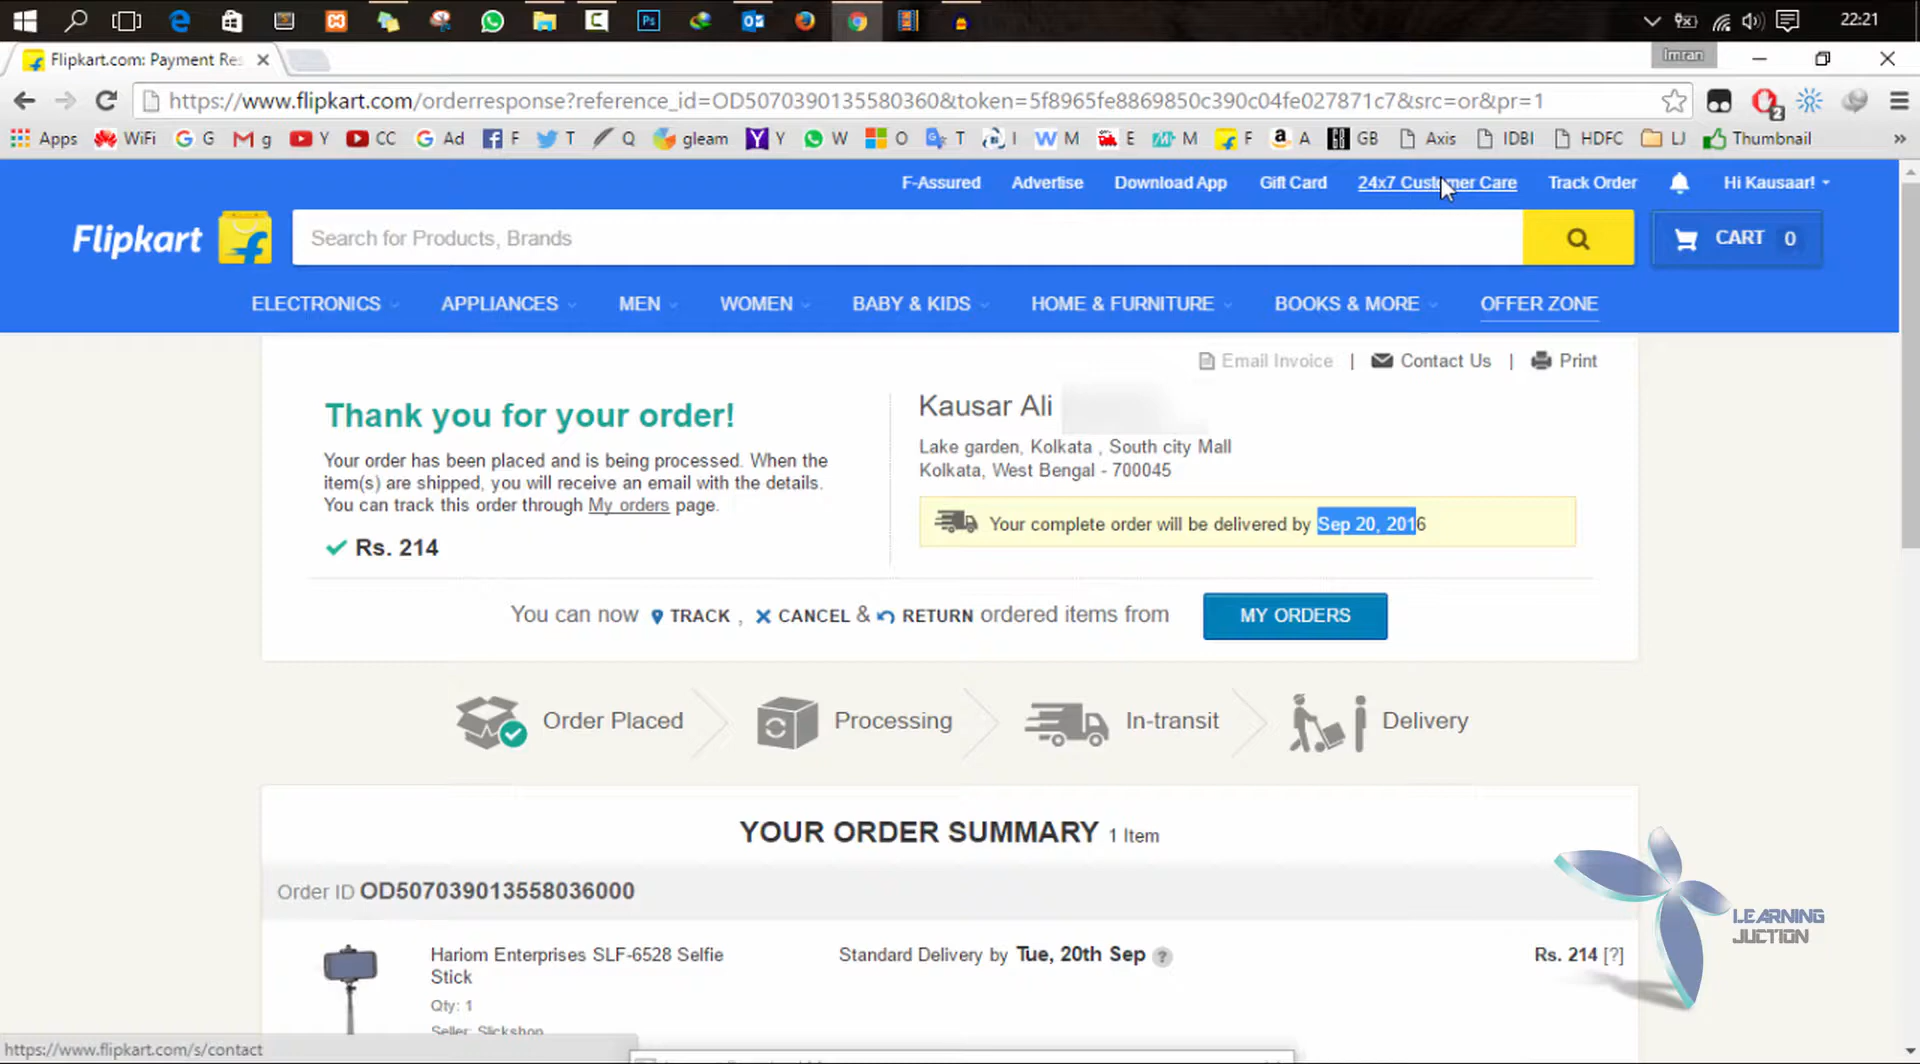 22:21
Flipkart.com: Payment Res
Imran
https://www.flipkart.com/orderresponse?reference_id=OD5070390135580360&token=5f8965fe8869850c390c04fe027871c7&src=or&pr=1
Apps WiFi G M g Y CC Ad F T Q gleam Y W O T I M E M F A GB Axis IDBI HDFC LJ Thumbnail »
F-Assured Advertise Download App Gift Card 24x7 Customer Care Track Order Hi Kausaar!
Flipkart Search for Products, Brands CART 0
ELECTRONICS APPLIANCES MEN WOMEN BABY & KIDS HOME & FURNITURE BOOKS & MORE OFFER ZONE
Email Invoice | Contact Us | Print
Thank you for your order!
Your order has been placed and is being processed. When the
item(s) are shipped, you will receive an email with the details.
You can track this order through My orders page.
Rs. 214
Kausar Ali
Lake garden, Kolkata , South city Mall
Kolkata, West Bengal - 700045
Your complete order will be delivered by Sep 20, 2016
You can now TRACK , CANCEL & RETURN ordered items from MY ORDERS
Order Placed Processing In-transit Delivery
YOUR ORDER SUMMARY 1 Item
Order ID OD507039013558036000
Hariom Enterprises SLF-6528 Selfie
Stick
Qty: 1
Seller: Slickshop
Standard Delivery by Tue, 20th Sep ?
Rs. 214 [?]
LEARNING
JUCTION
https://www.flipkart.com/s/contact